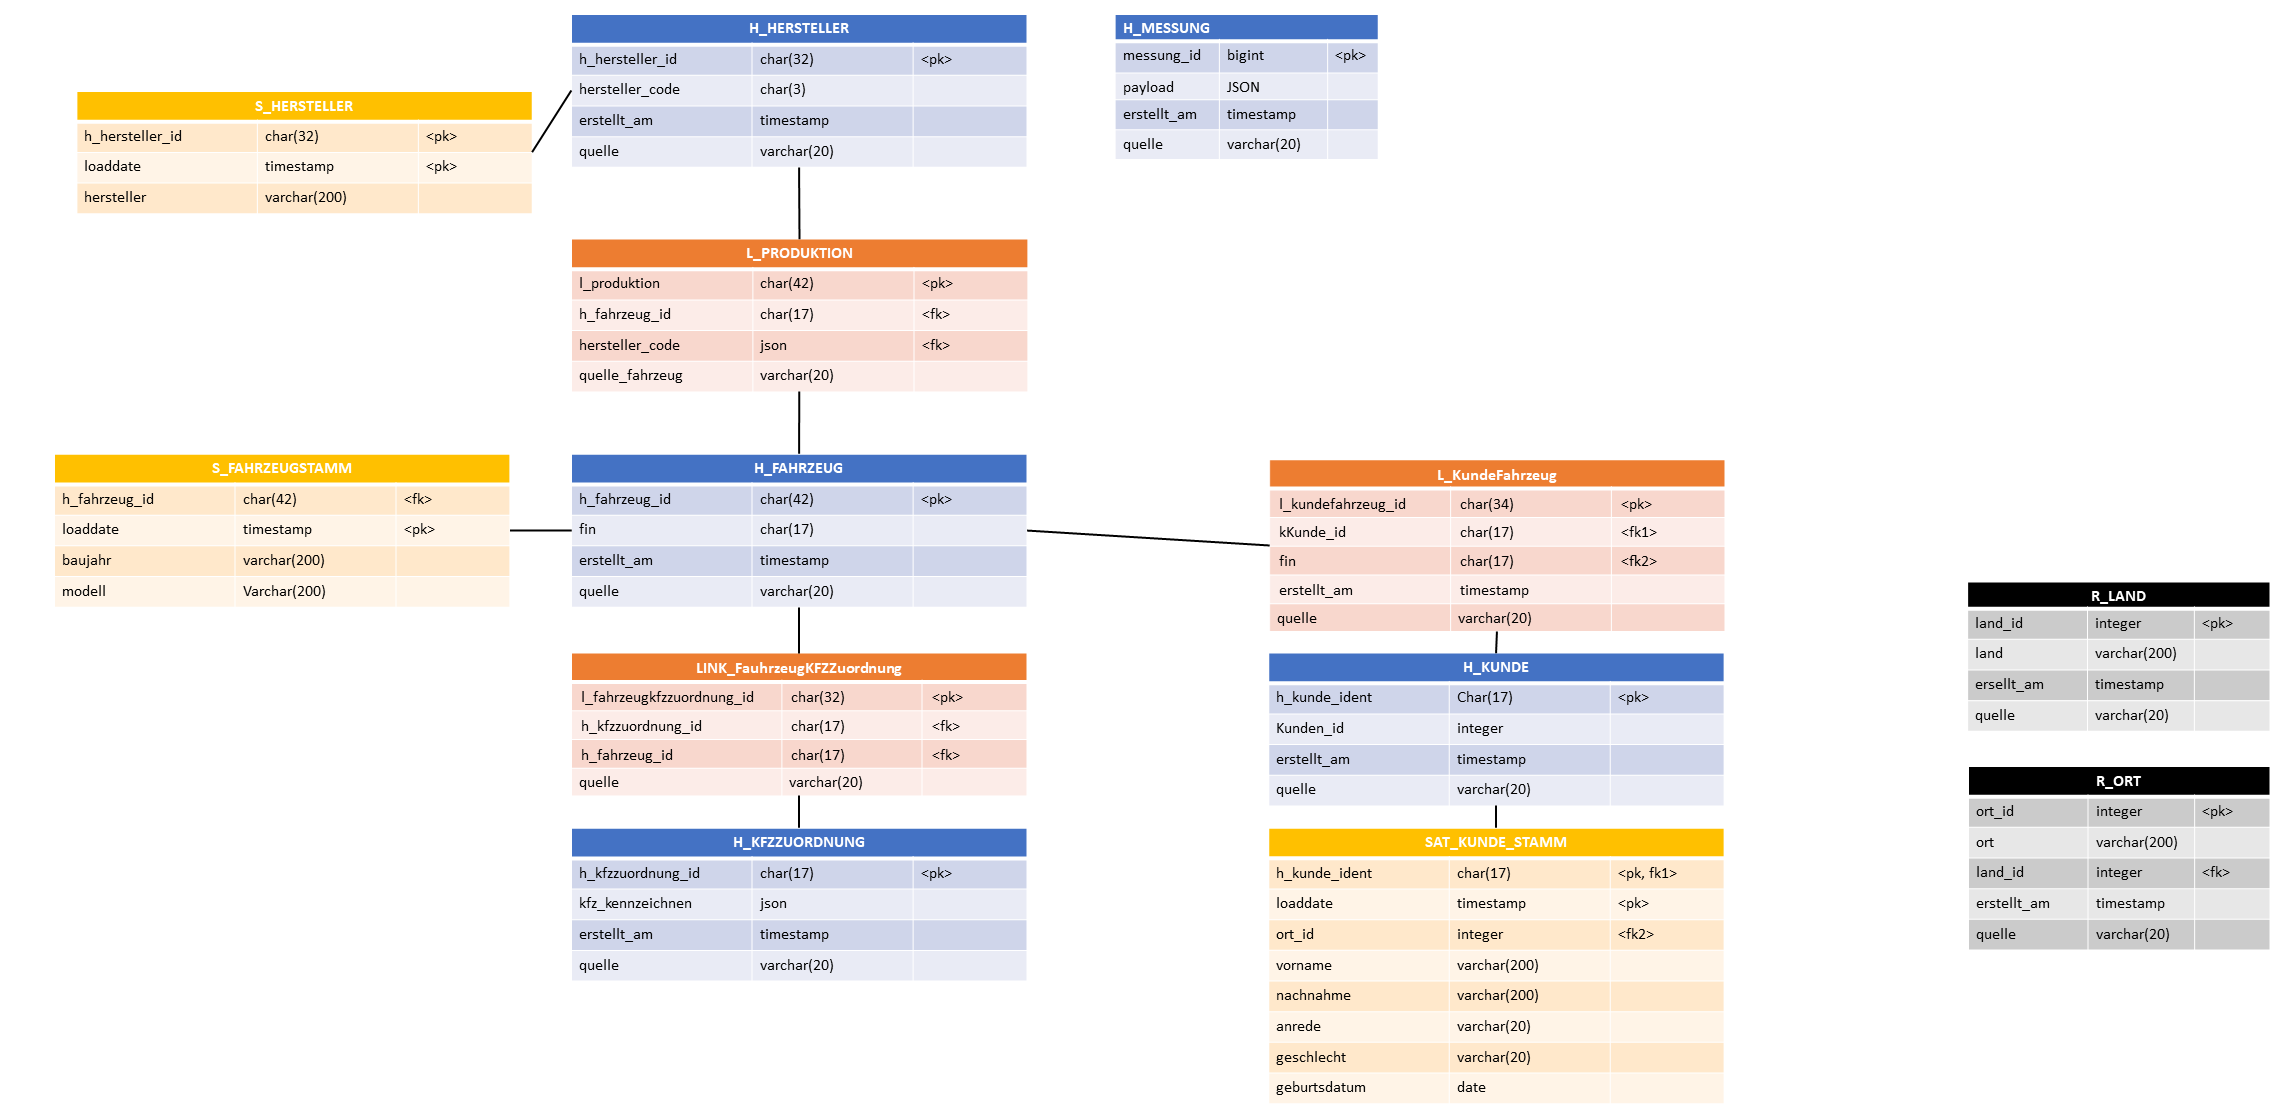 H_HERSTELLER
h_hersteller_id char(32) <pk>
hersteller_code char(3)
erstellt_am timestamp
quelle varchar(20)
H_MESSUNG
messung_id bigint <pk>
payload JSON
erstellt_am timestamp
quelle varchar(20)
S_HERSTELLER
h_hersteller_id char(32) <pk>
loaddate timestamp <pk>
hersteller varchar(200)
L_PRODUKTION
l_produktion char(42) <pk>
h_fahrzeug_id char(17) <fk>
hersteller_code json <fk>
quelle_fahrzeug varchar(20)
S_FAHRZEUGSTAMM
h_fahrzeug_id char(42) <fk>
loaddate timestamp <pk>
baujahr varchar(200)
modell Varchar(200)
H_FAHRZEUG
h_fahrzeug_id char(42) <pk>
fin char(17)
erstellt_am timestamp
quelle varchar(20)
L_KundeFahrzeug
l_kundefahrzeug_id char(34) <pk>
kKunde_id char(17) <fk1>
fin char(17) <fk2>
erstellt_am timestamp
quelle varchar(20)
LINK_FauhrzeugKFZZuordnung
l_fahrzeugkfzzuordnung_id char(32) <pk>
h_kfzzuordnung_id char(17) <fk>
h_fahrzeug_id char(17) <fk>
quelle varchar(20)
H_KUNDE
h_kunde_ident Char(17) <pk>
Kunden_id integer
erstellt_am timestamp
quelle varchar(20)
R_LAND
land_id integer <pk>
land varchar(200)
ersellt_am timestamp
quelle varchar(20)
H_KFZZUORDNUNG
h_kfzzuordnung_id char(17) <pk>
kfz_kennzeichnen json
erstellt_am timestamp
quelle varchar(20)
SAT_KUNDE_STAMM
h_kunde_ident char(17) <pk, fk1>
loaddate timestamp <pk>
ort_id integer <fk2>
vorname varchar(200)
nachnahme varchar(200)
anrede varchar(20)
geschlecht varchar(20)
geburtsdatum date
R_ORT
ort_id integer <pk>
ort varchar(200)
land_id integer <fk>
erstellt_am timestamp
quelle varchar(20)